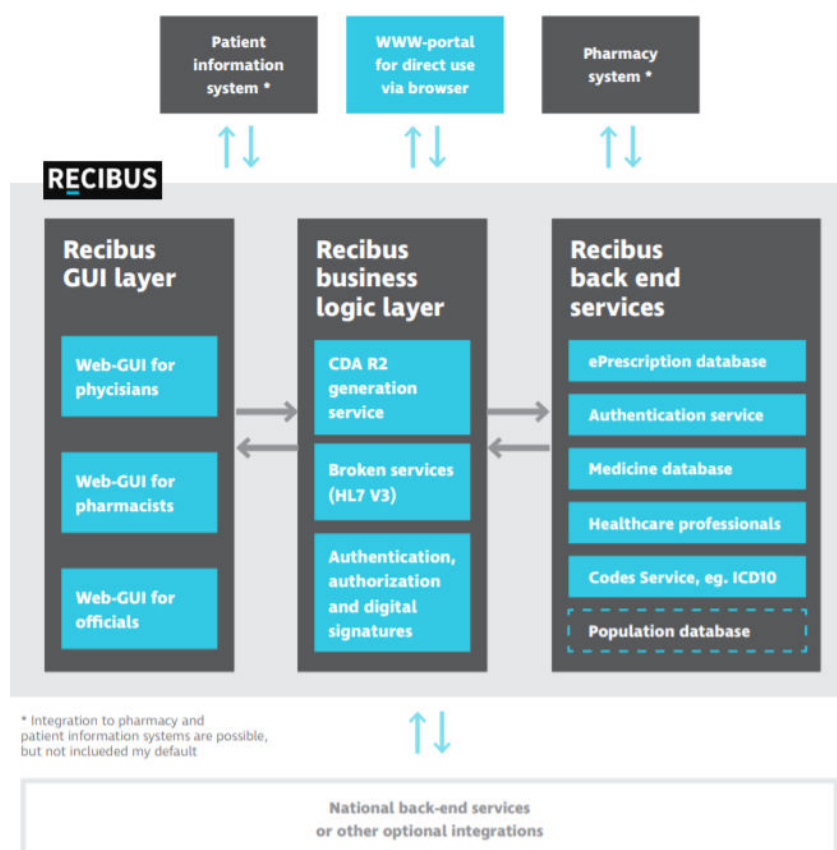 Patient
information
system *
WWW-portal
for direct use
via browser
Pharmacy
system *
RECIBUS
Recibus
GUI layer
Web-GUI for
phycisians
Web-GUI for
pharmacists
Web-GUI for
officials
Recibus
business
logic layer
CDA R2
generation
service
Broken services
(HL7 V3)
Authentication,
authorization
and digital
signatures
Recibus
back end
services
ePrescription database
Authentication service
Medicine database
Healthcare professionals
Codes Service, eg. ICD10
Population database
* Integration to pharmacy and
patient information systems are possible,
but not inclueded my default
National back-end services
or other optional integrations